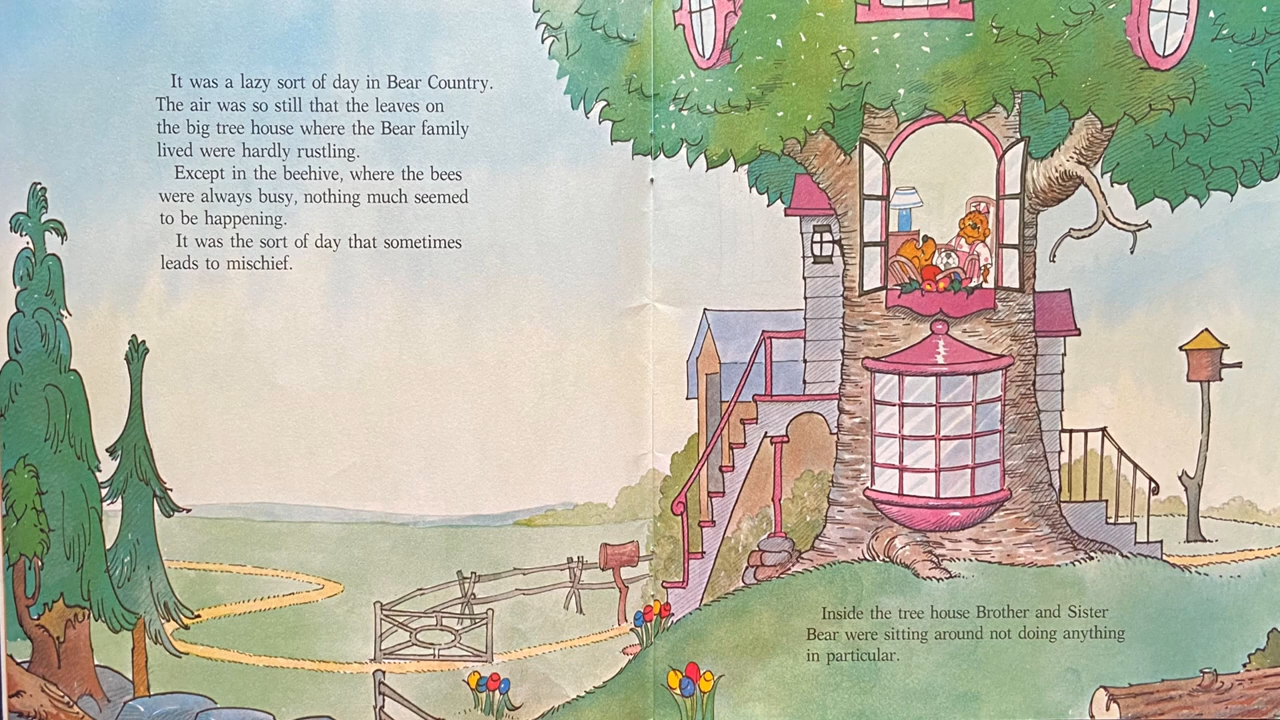 It was a lazy sort of day in Bear Country.
The air was so still that the leaves on
the big tree house where the Bear family
lived were hardly rustling.
Except in the beehive, where the bees
were always busy, nothing much seemed
to be happening.
It was the sort of day that sometimes
leads to mischief.
Inside the tree house Brother and Sister
Bear were sitting around not doing anything
in particular.